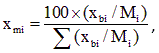 x_mi = 100×(x_bi / M_i) / ∑(x_bi / M_i),